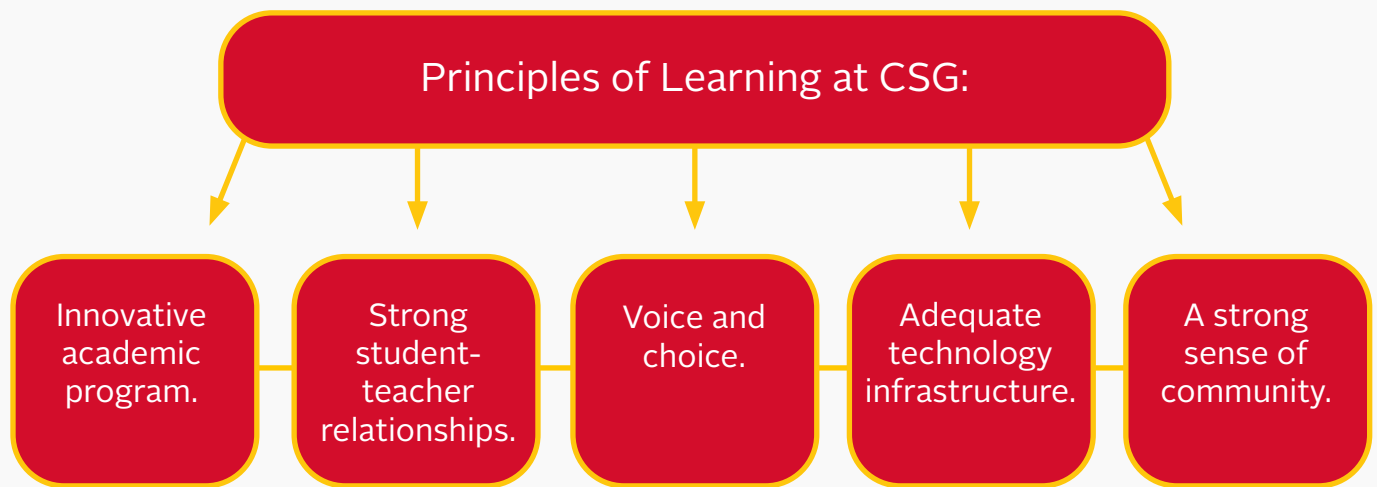 Principles of Learning at CSG:
Innovative
academic
program.
Strong
student-
teacher
relationships.
Voice and
choice.
Adequate
technology
infrastructure.
A strong
sense of
community.